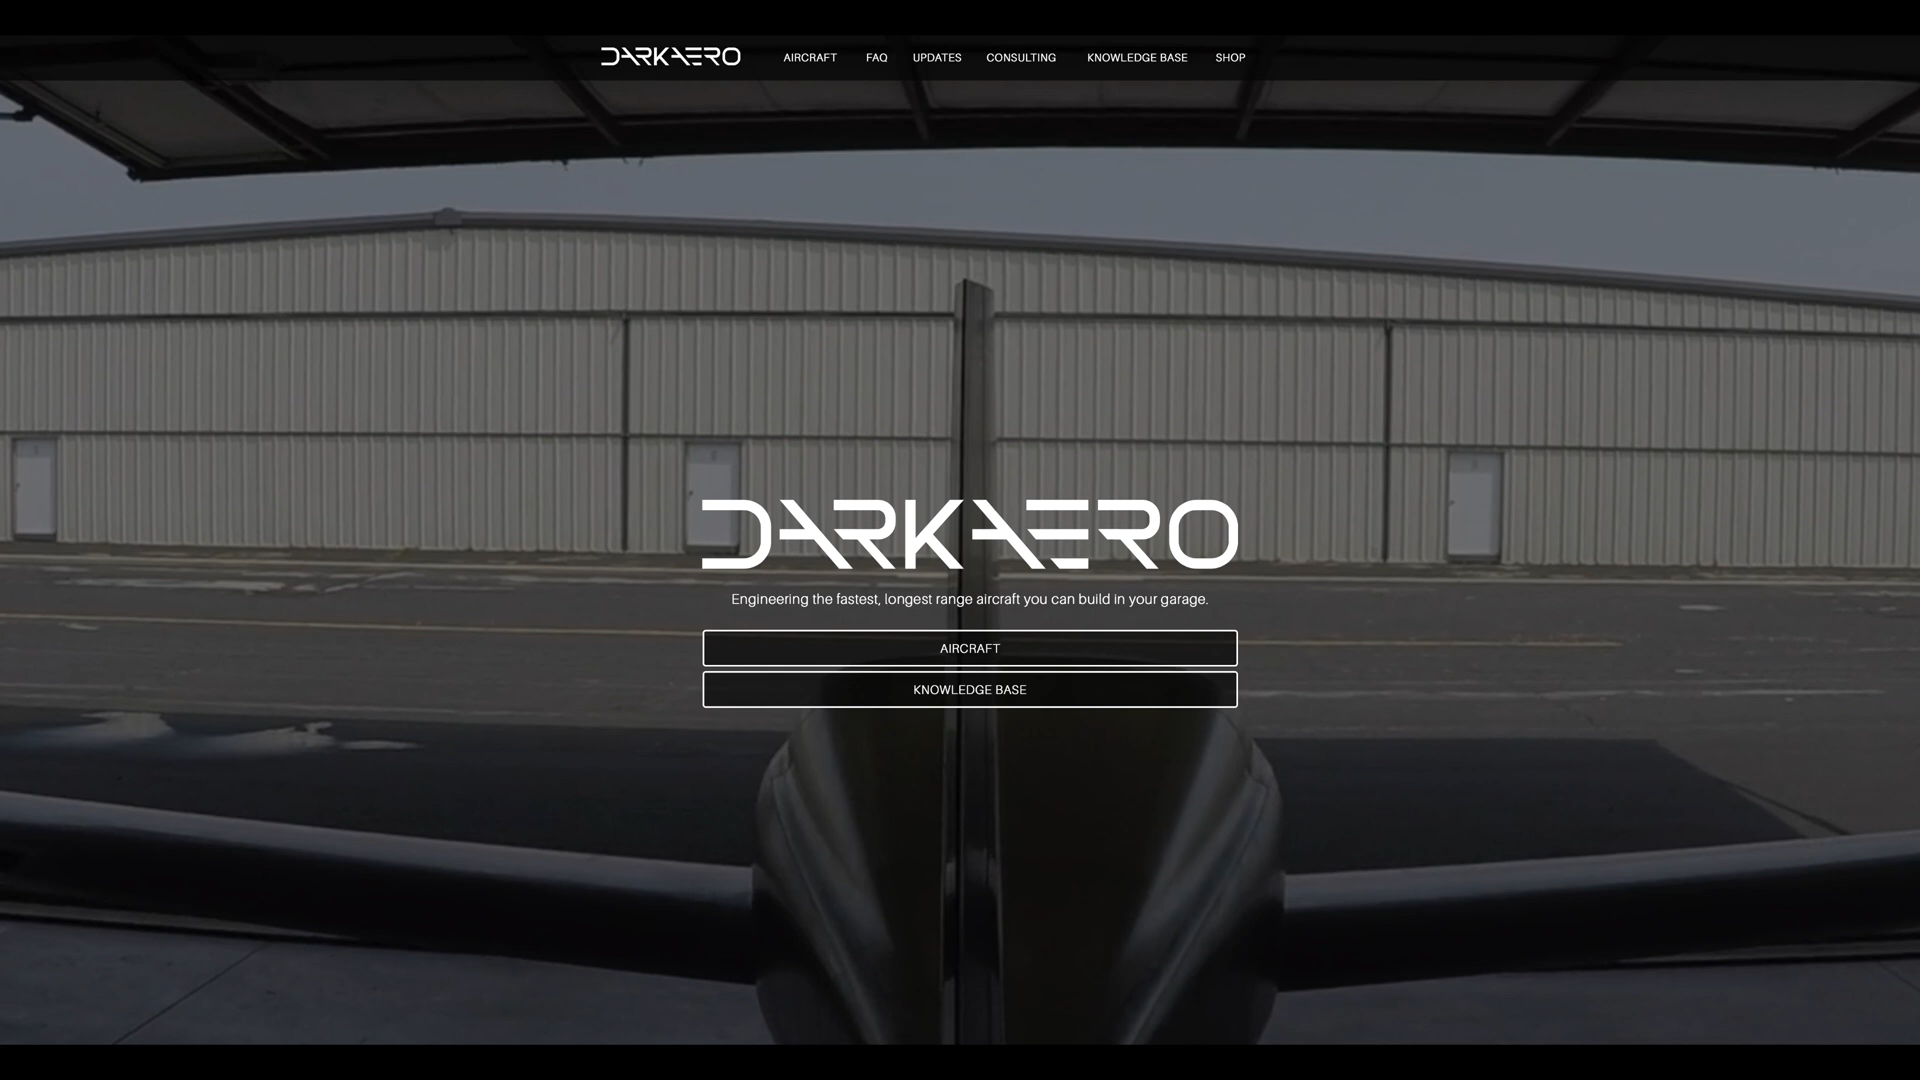 DARKAERO
AIRCRAFT
FAQ
UPDATES
CONSULTING
KNOWLEDGE BASE
SHOP
DARKAERO
Engineering the fastest, longest range aircraft you can build in your garage.
AIRCRAFT
KNOWLEDGE BASE